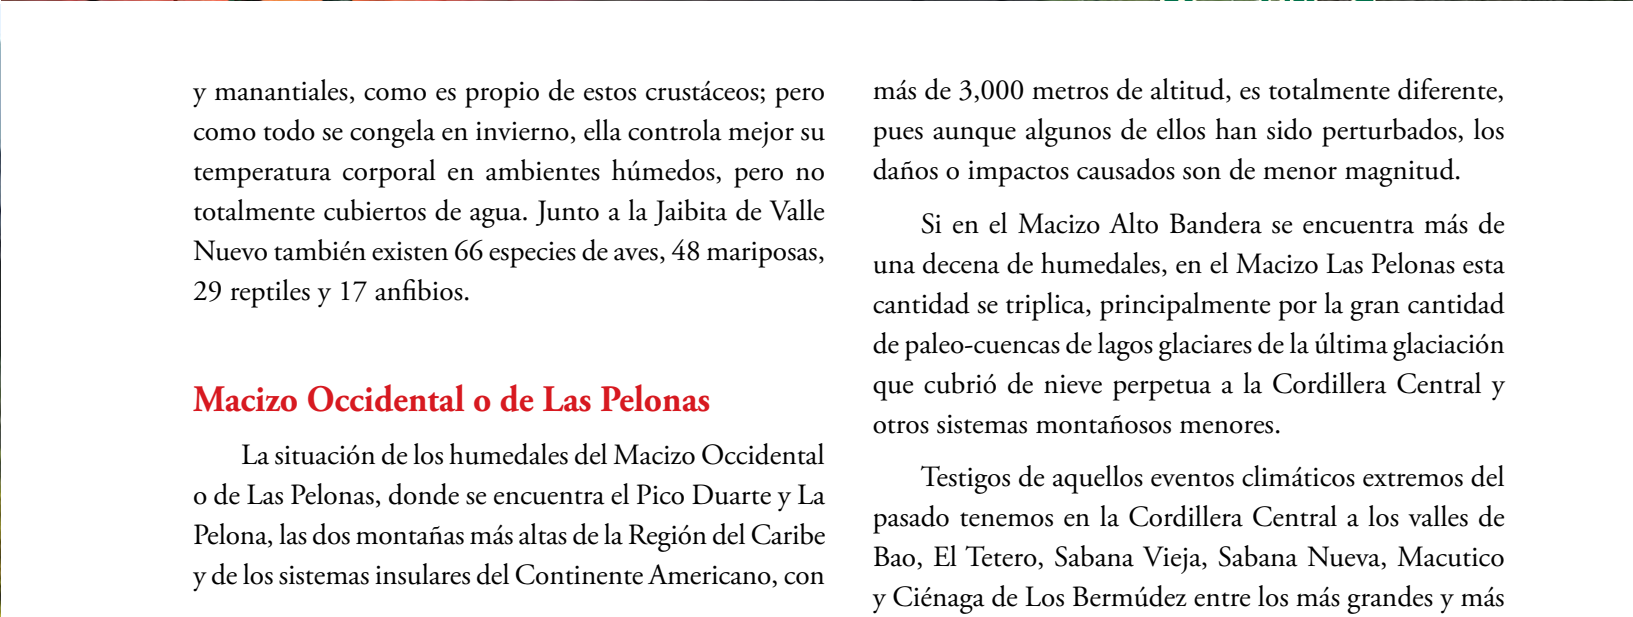 y manantiales, como es propio de estos crustáceos; pero
como todo se congela en invierno, ella controla mejor su
temperatura corporal en ambientes húmedos, pero no
totalmente cubiertos de agua. Junto a la Jaibita de Valle
Nuevo también existen 66 especies de aves, 48 mariposas,
29 reptiles y 17 anfibios.
Macizo Occidental o de Las Pelonas
La situación de los humedales del Macizo Occidental
o de Las Pelonas, donde se encuentra el Pico Duarte y La
Pelona, las dos montañas más altas de la Región del Caribe
y de los sistemas insulares del Continente Americano, con
más de 3,000 metros de altitud, es totalmente diferente,
pues aunque algunos de ellos han sido perturbados, los
daños o impactos causados son de menor magnitud.
Si en el Macizo Alto Bandera se encuentra más de
una decena de humedales, en el Macizo Las Pelonas esta
cantidad se triplica, principalmente por la gran cantidad
de paleo-cuencas de lagos glaciares de la última glaciación
que cubrió de nieve perpetua a la Cordillera Central y
otros sistemas montañosos menores.
Testigos de aquellos eventos climáticos extremos del
pasado tenemos en la Cordillera Central a los valles de
Bao, El Tetero, Sabana Vieja, Sabana Nueva, Macutico
y Ciénaga de Los Bermúdez entre los más grandes y más